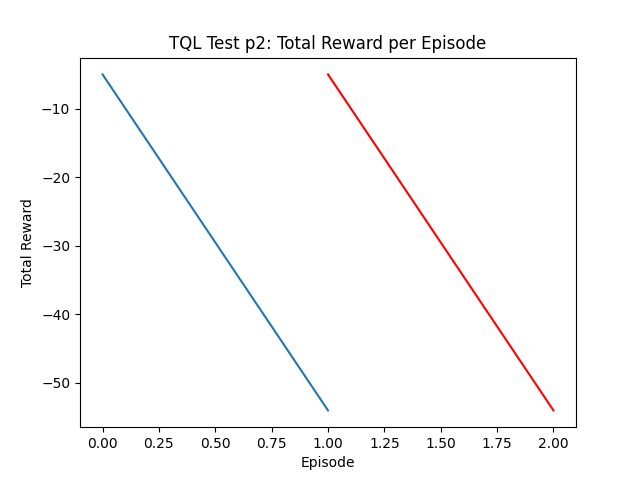 TQL Test p2: Total Reward per Episode
−10
−20
−30
−40
−50
Total Reward
0.00 0.25 0.50 0.75 1.00 1.25 1.50 1.75 2.00
Episode